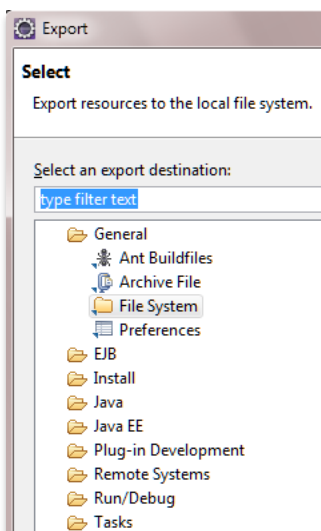 Export
Select
Export resources to the local file system.
Select an export destination:
type filter text
General
Ant Buildfiles
Archive File
File System
Preferences
EJB
Install
Java
Java EE
Plug-in Development
Remote Systems
Run/Debug
Tasks